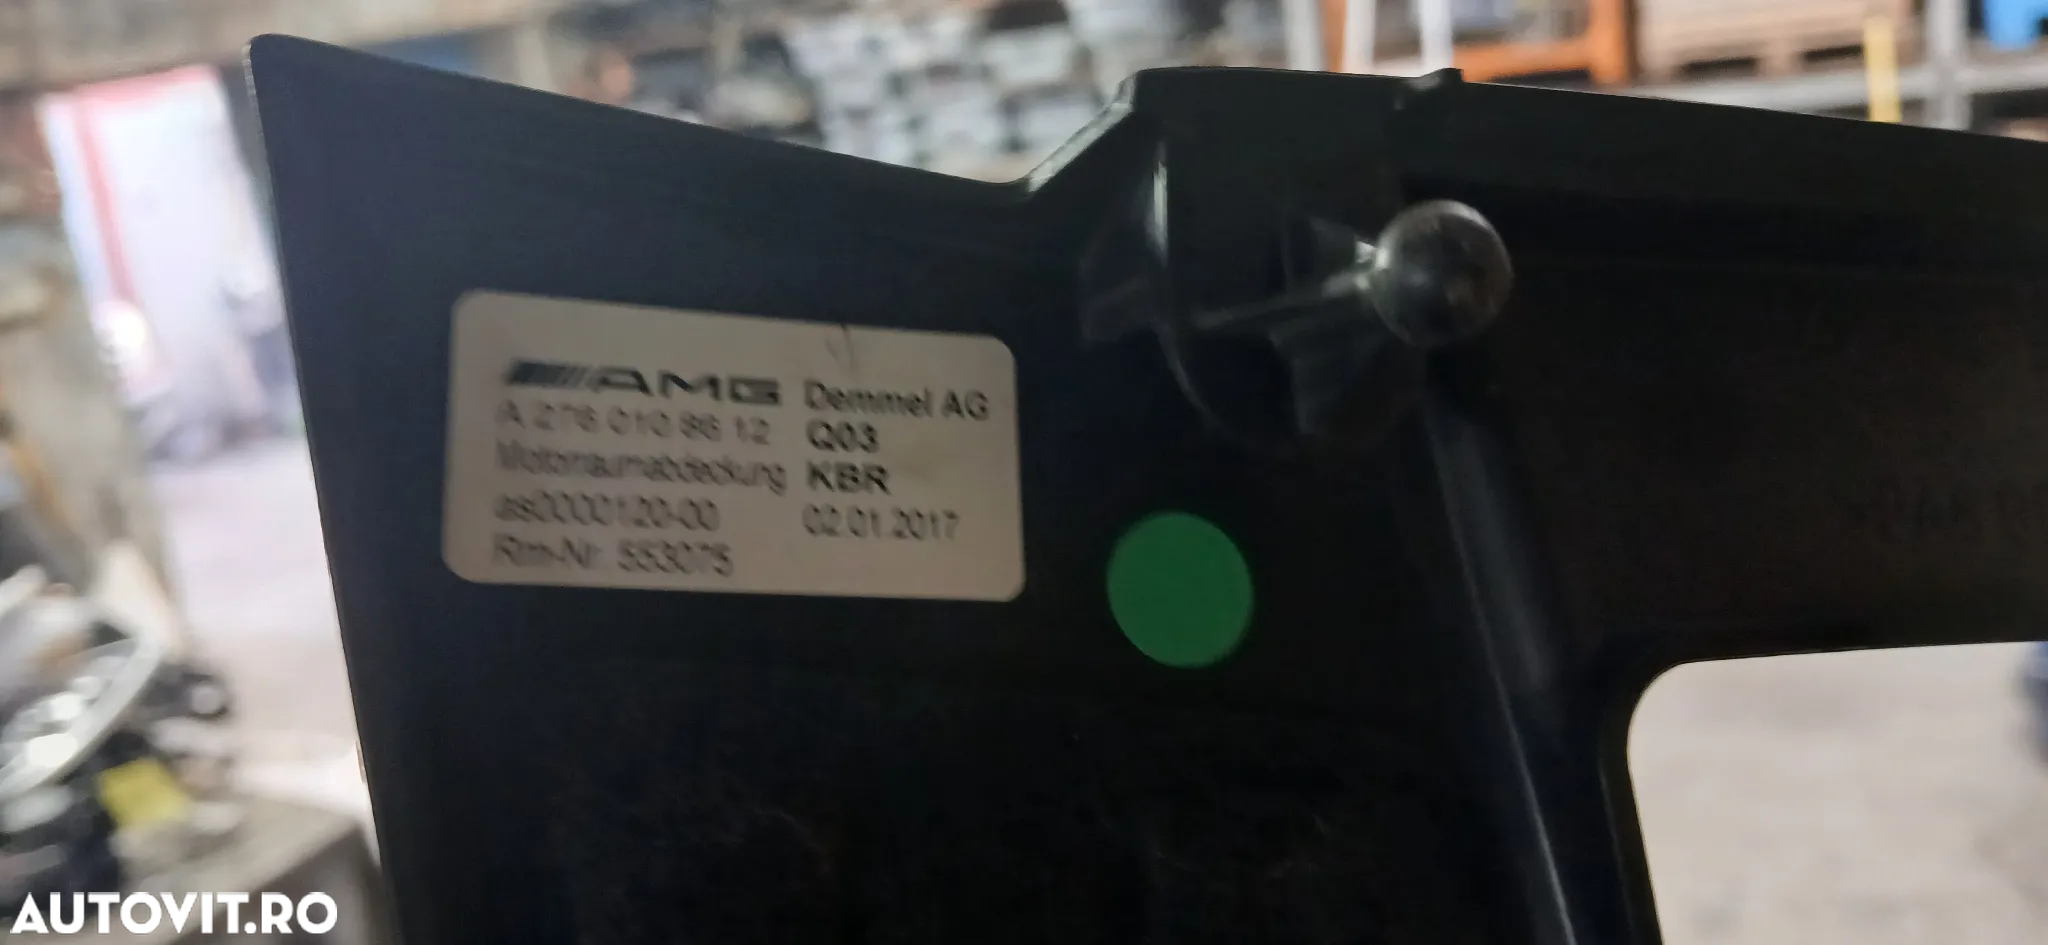 AMG
A 276 010 86 12
Motorraumabdeckung
as0000120-00
Rm-Nr. 553075
Demmel AG
Q03
KBR
02.01.2017
AUTOVIT.RO